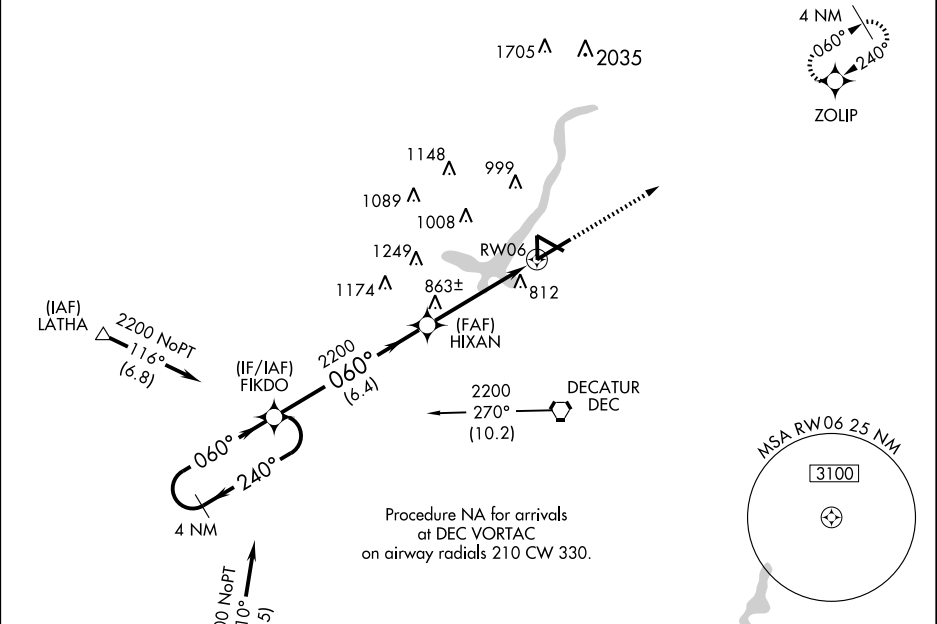 4 NM
060°
240°
ZOLIP
1705
2035
1148
999
1089
1008
1249
RW06
1174
863±
812
(IAF)
LATHA
2200 NoPT
116°
(6.8)
(FAF)
HIXAN
(IF/IAF)
FIKDO
2200
060°
(6.4)
2200
270°
(10.2)
DECATUR
DEC
060°
240°
4 NM
MSA RW06 25 NM
3100
Procedure NA for arrivals
at DEC VORTAC
on airway radials 210 CW 330.
NoPT